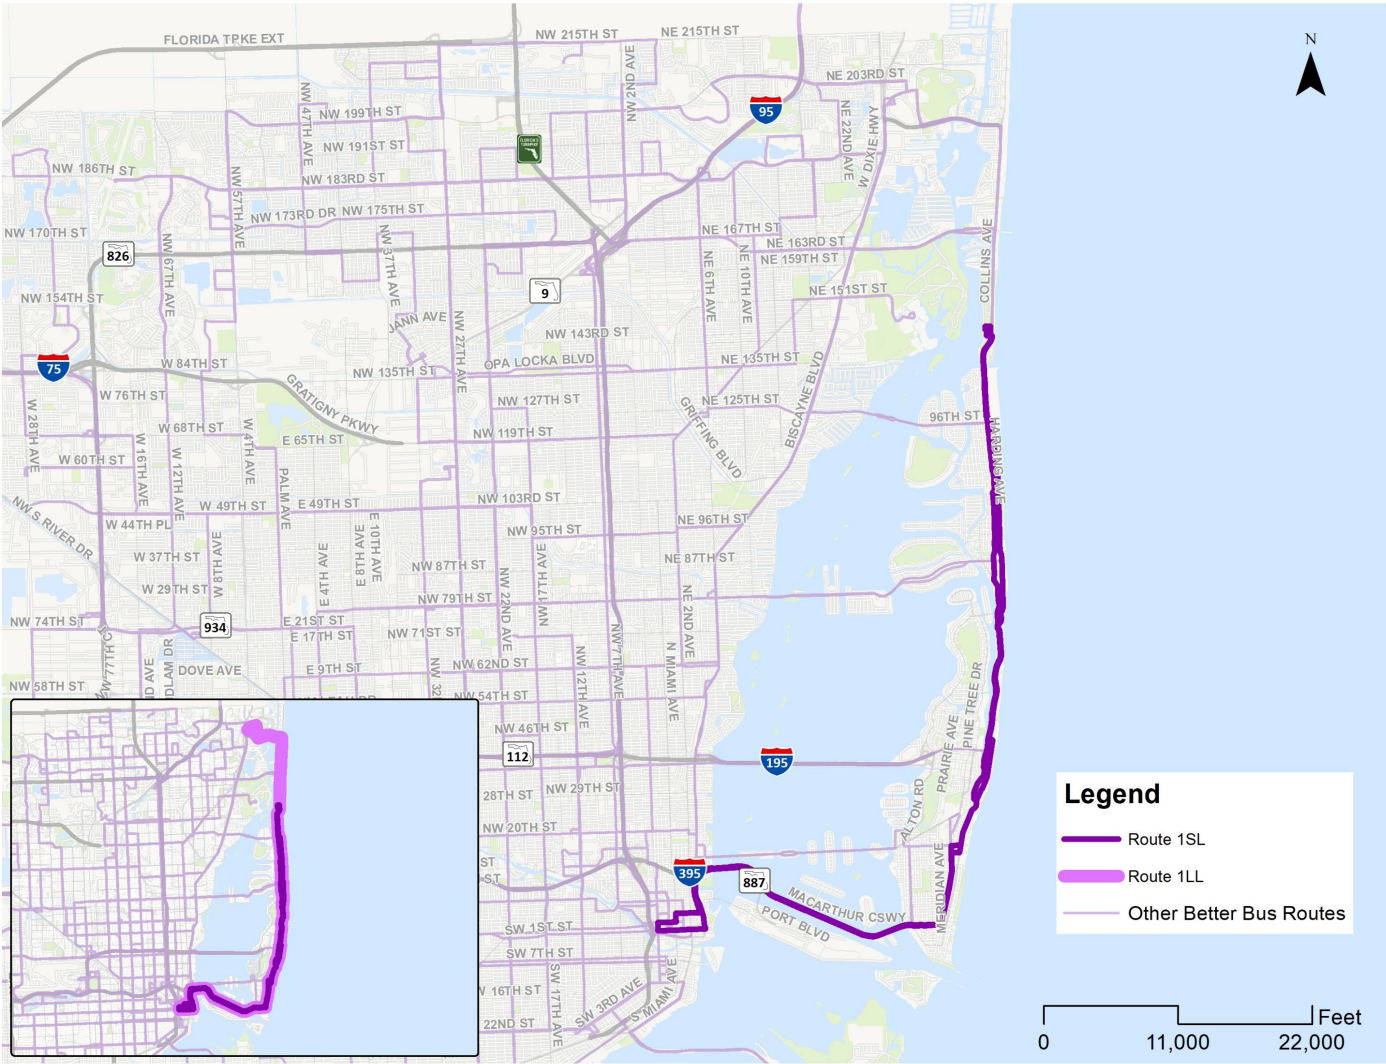 FLORIDA TPKE EXT
NW 215TH ST
NE 215TH ST
N
NW 2ND AVE
NE 203RD ST
NW 47TH AVE
NW 199TH ST
95
NE 22ND AVE
W DIXIE HWY
NW 191ST ST
FLORIDA'S TURNPIKE
NW 186TH ST
NW 57TH AVE
NW 183RD ST
NW 173RD DR
NW 175TH ST
NW 170TH ST
NW 67TH AVE
NW 37TH AVE
NE 167TH ST
NE 163RD ST
COLLINS AVE
826
NE 6TH AVE
NE 10TH AVE
NE 159TH ST
9
NE 151ST ST
NW 154TH ST
JANN AVE
NW 27TH AVE
NW 143RD ST
75
W 84TH ST
NW 135TH ST
OPA LOCKA BLVD
NE 135TH ST
BISCAYNE BLVD
W 76TH ST
GRATIGNY PKWY
NW 127TH ST
NE 125TH ST
GRIFFING BLVD
96TH ST
HARDING AVE
W 28TH AVE
W 68TH ST
W 4TH AVE
E 65TH ST
NW 119TH ST
W 60TH ST
W 16TH AVE
W 12TH AVE
PALM AVE
NW S RIVER DR
W 49TH ST
E 49TH ST
NW 103RD ST
W 44TH PL
E 10TH AVE
E 8TH AVE
NW 95TH ST
NE 96TH ST
W 37TH ST
W 8TH AVE
E 4TH AVE
NW 87TH ST
NW 17TH AVE
NE 87TH ST
W 29TH ST
NW 22ND AVE
NW 79TH ST
NE 2ND AVE
NW 74TH ST
934
E 21ST ST
E 17TH ST
NW 71ST ST
NW 77TH CT
ND AVE
DLAM DR
DOVE AVE
E 9TH ST
NW 32
NW 62ND ST
NW 12TH AVE
NW 7TH AVE
N MIAMI AVE
PINE TREE DR
NW 58TH ST
NW 54TH ST
NW 46TH ST
PRAIRIE AVE
112
195
28TH ST
NW 29TH ST
ALTON RD
NW 20TH ST
MERIDIAN AVE
ST
ST
395
887
MACARTHUR CSWY
PORT BLVD
SW 1ST ST
SW 7TH ST
16TH ST
SW 17TH AVE
SW 3RD AVE
S MIAMI AVE
22ND ST
Legend
Route 1SL
Route 1LL
Other Better Bus Routes
Feet
0
11,000
22,000